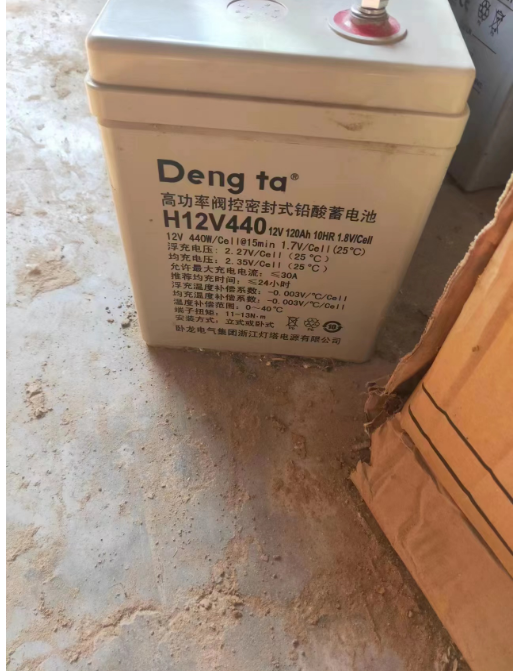 Deng ta®
高功率阀控密封式铅酸蓄电池
H12V440 12V 120Ah 10HR 1.8V/Cell
12V 440W/Cell@15min 1.7V/Cell(25℃)
浮充电压: 2.27V/Cell (25℃)
均充电压: 2.35V/Cell (25℃)
允许最大充电电流: ≤30A
推荐均充时间: ≤24小时
浮充温度补偿系数: -0.003V/℃/Cell
均充温度补偿系数: -0.003V/℃/Cell
温度补偿范围: 0~40℃
端子扭矩: 11-13N·m
安装方式: 立式或卧式
卧龙电气集团浙江灯塔电源有限公司